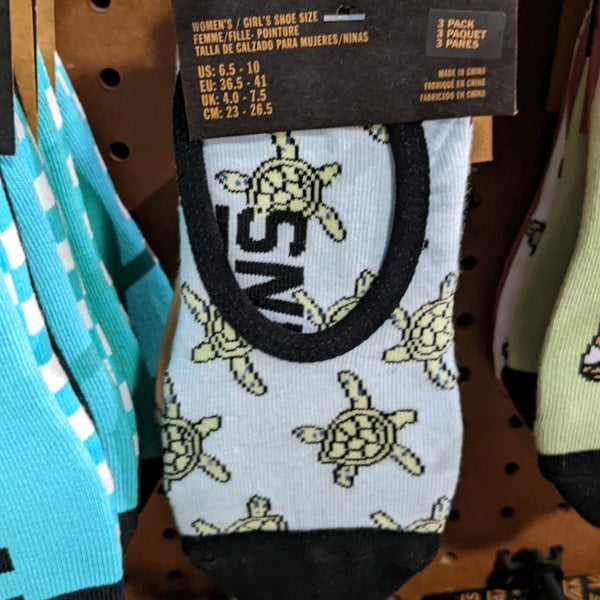 WOMEN'S / GIRL'S SHOE SIZE
FEMME/FILLE- POINTURE
TALLA DE CALZADO PARA MUJERES/NINAS
US: 6.5 - 10
EU: 36.5 - 41
UK: 4.0 - 7.5
CM: 23 - 26.5
3 PACK
3 PAQUET
3 PARES
MADE IN CHINA
FABRIQUÉ EN CHINE
FABRICADO EN CHINA